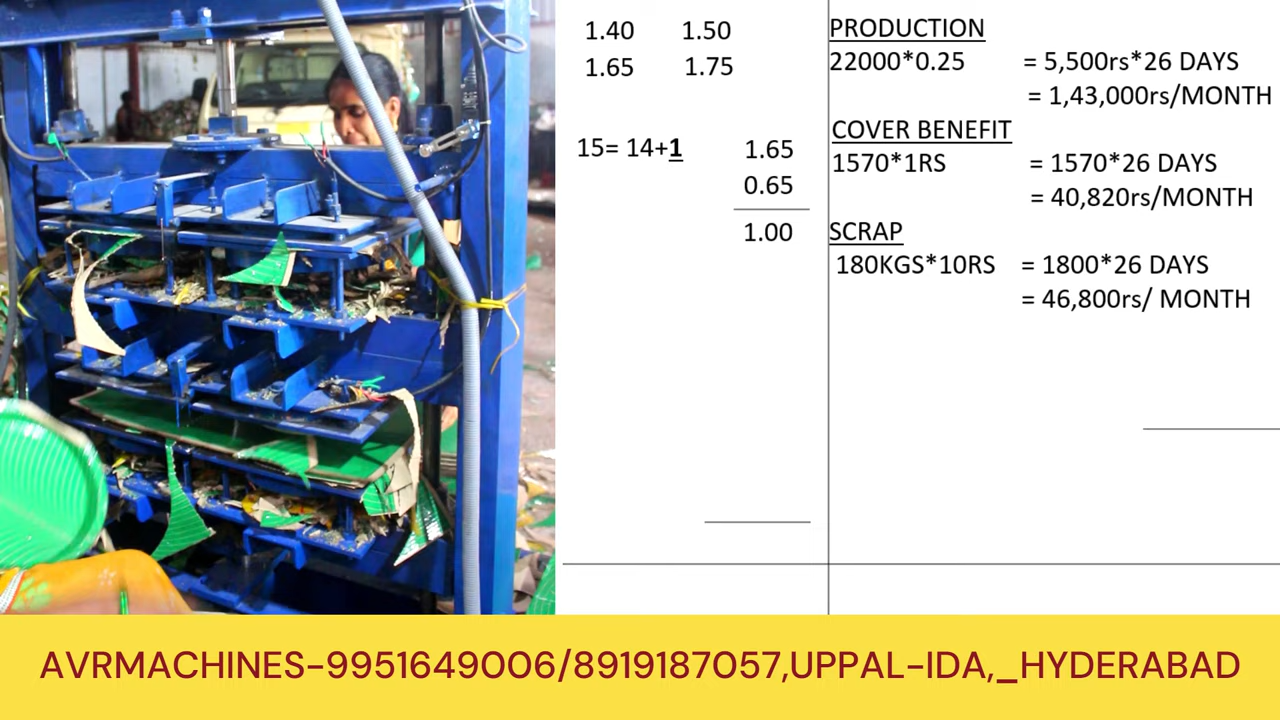 1.40 1.50
1.65 1.75
15= 14+1
1.65
0.65
1.00
PRODUCTION
22000*0.25 = 5,500rs*26 DAYS
= 1,43,000rs/MONTH
COVER BENEFIT
1570*1RS = 1570*26 DAYS
= 40,820rs/MONTH
SCRAP
180KGS*10RS = 1800*26 DAYS
= 46,800rs/ MONTH
AVRMACHINES-9951649006/8919187057,UPPAL-IDA,_HYDERABAD